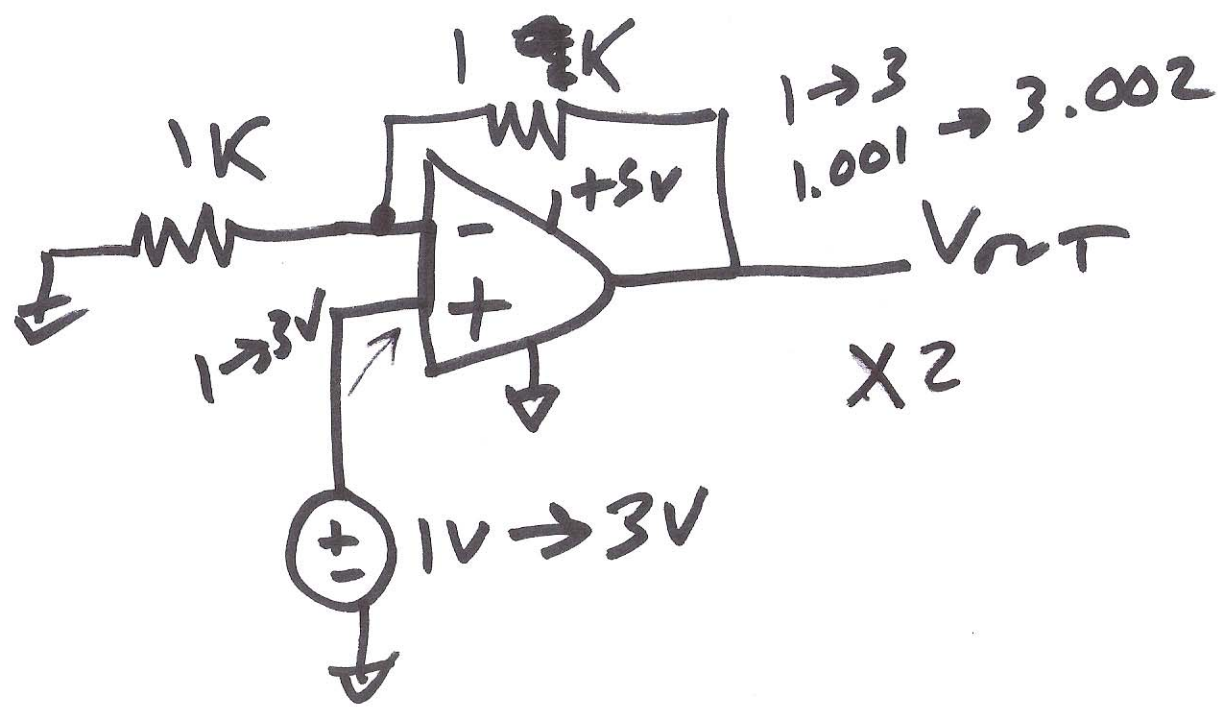 1 K
1K
1→3
1.001 → 3.002
+5V
-
+
VOUT
1→3V
X2
+
-
1V→3V